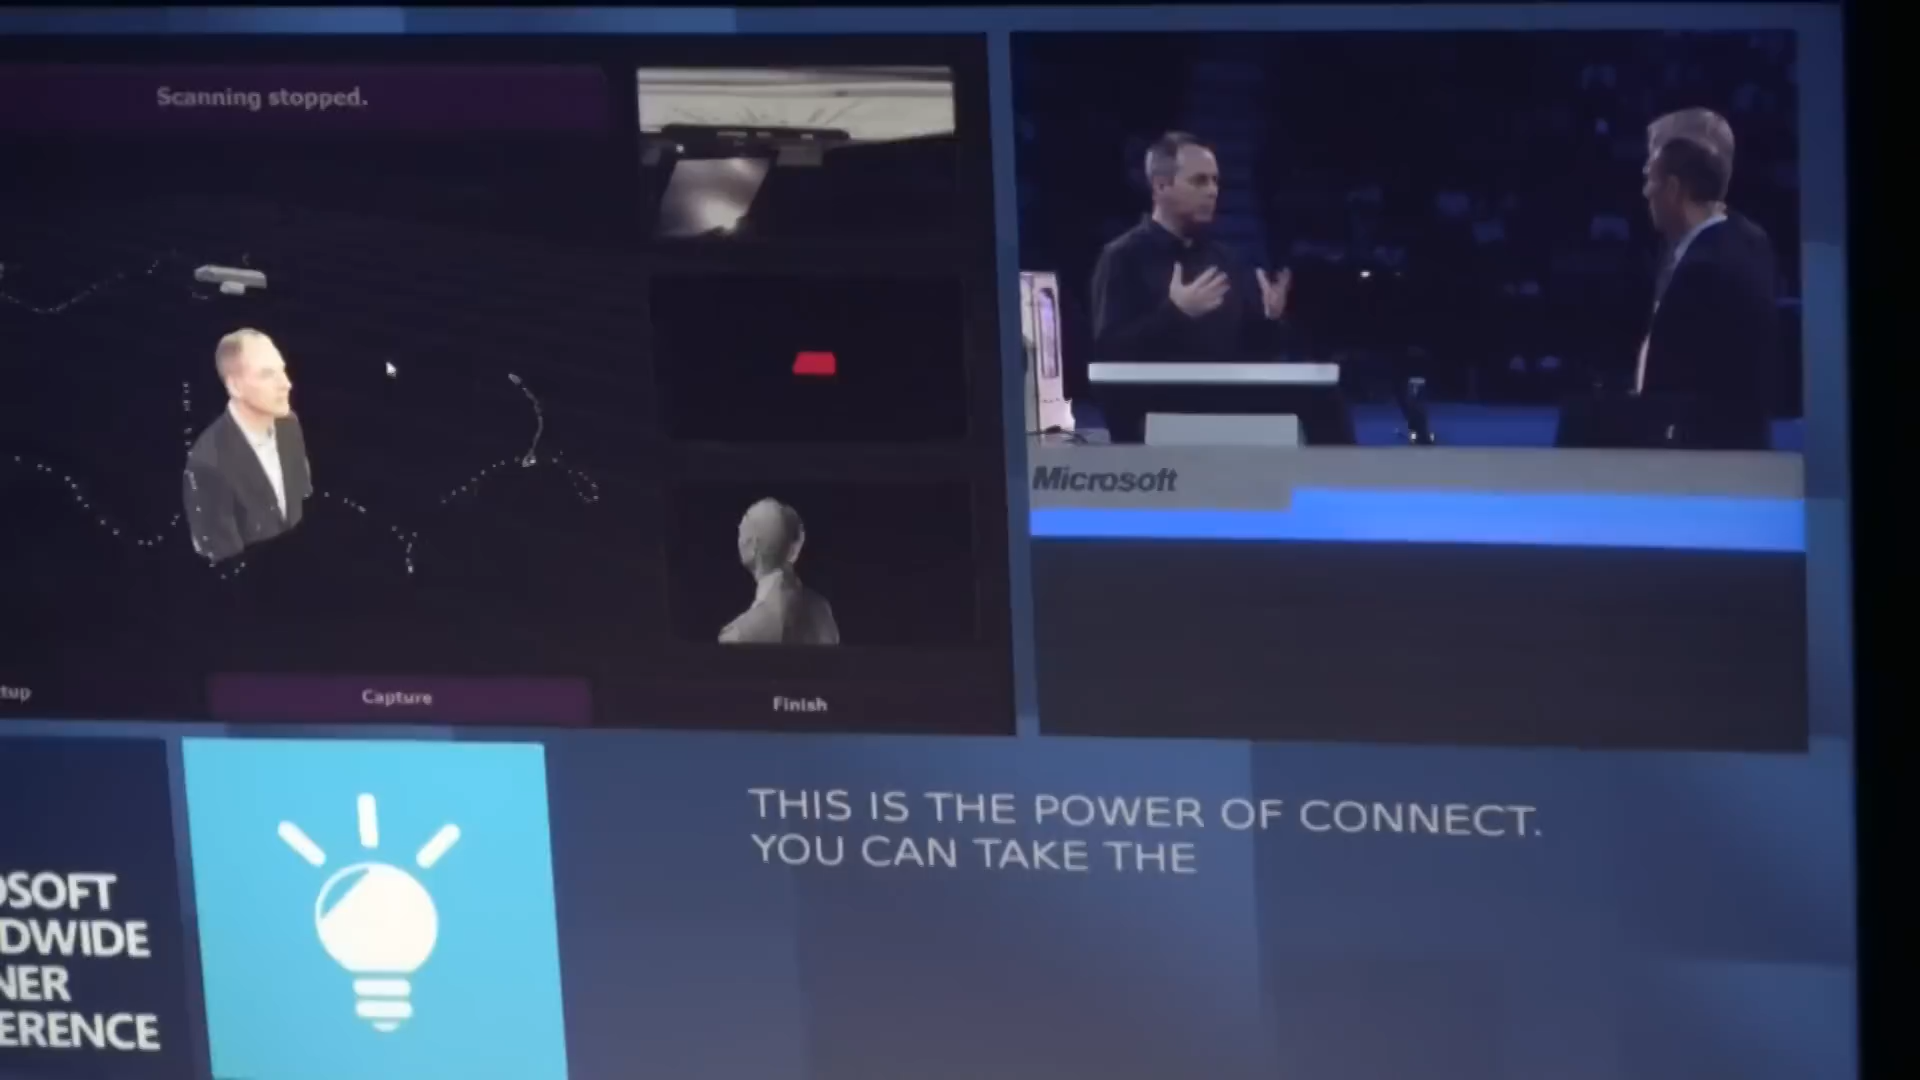 Scanning stopped.
tup
Capture
Finish
Microsoft
THIS IS THE POWER OF CONNECT.
YOU CAN TAKE THE
OSOFT
DWIDE
NER
ERENCE